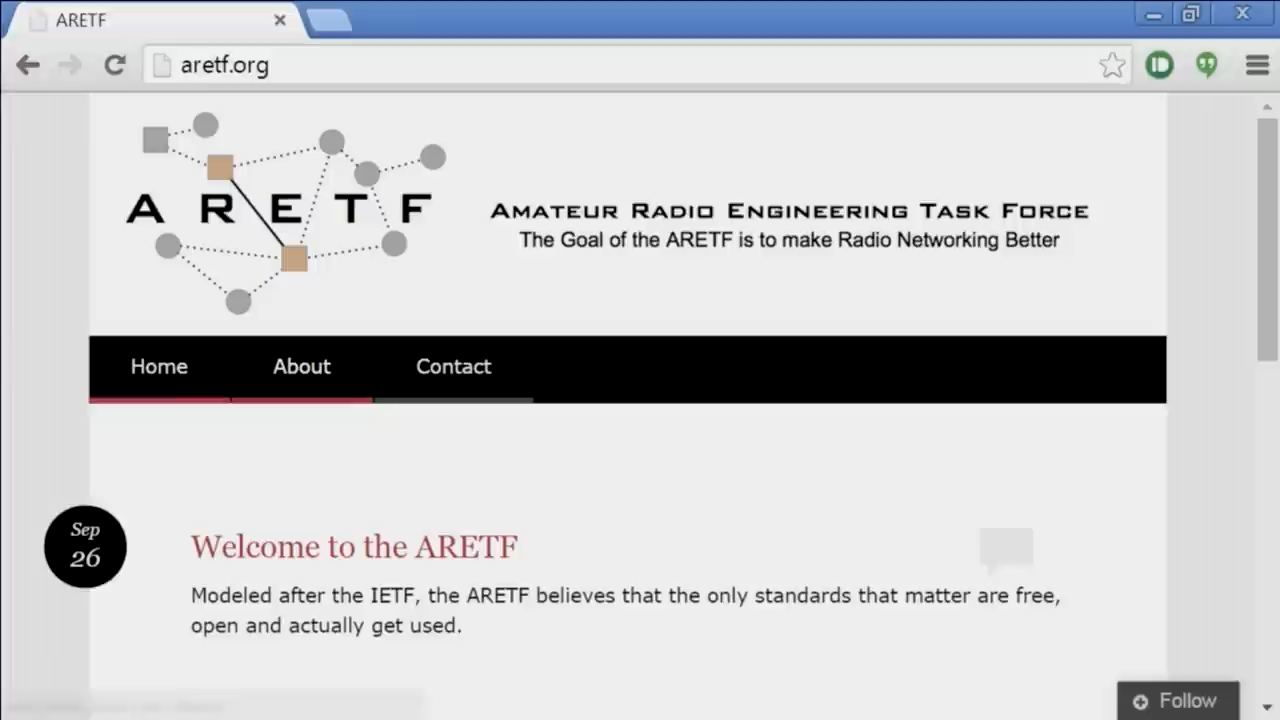 ARETF
aretf.org
A R E T F
AMATEUR RADIO ENGINEERING TASK FORCE
The Goal of the ARETF is to make Radio Networking Better
Home About Contact
Sep
26
Welcome to the ARETF
Modeled after the IETF, the ARETF believes that the only standards that matter are free,
open and actually get used.
Follow